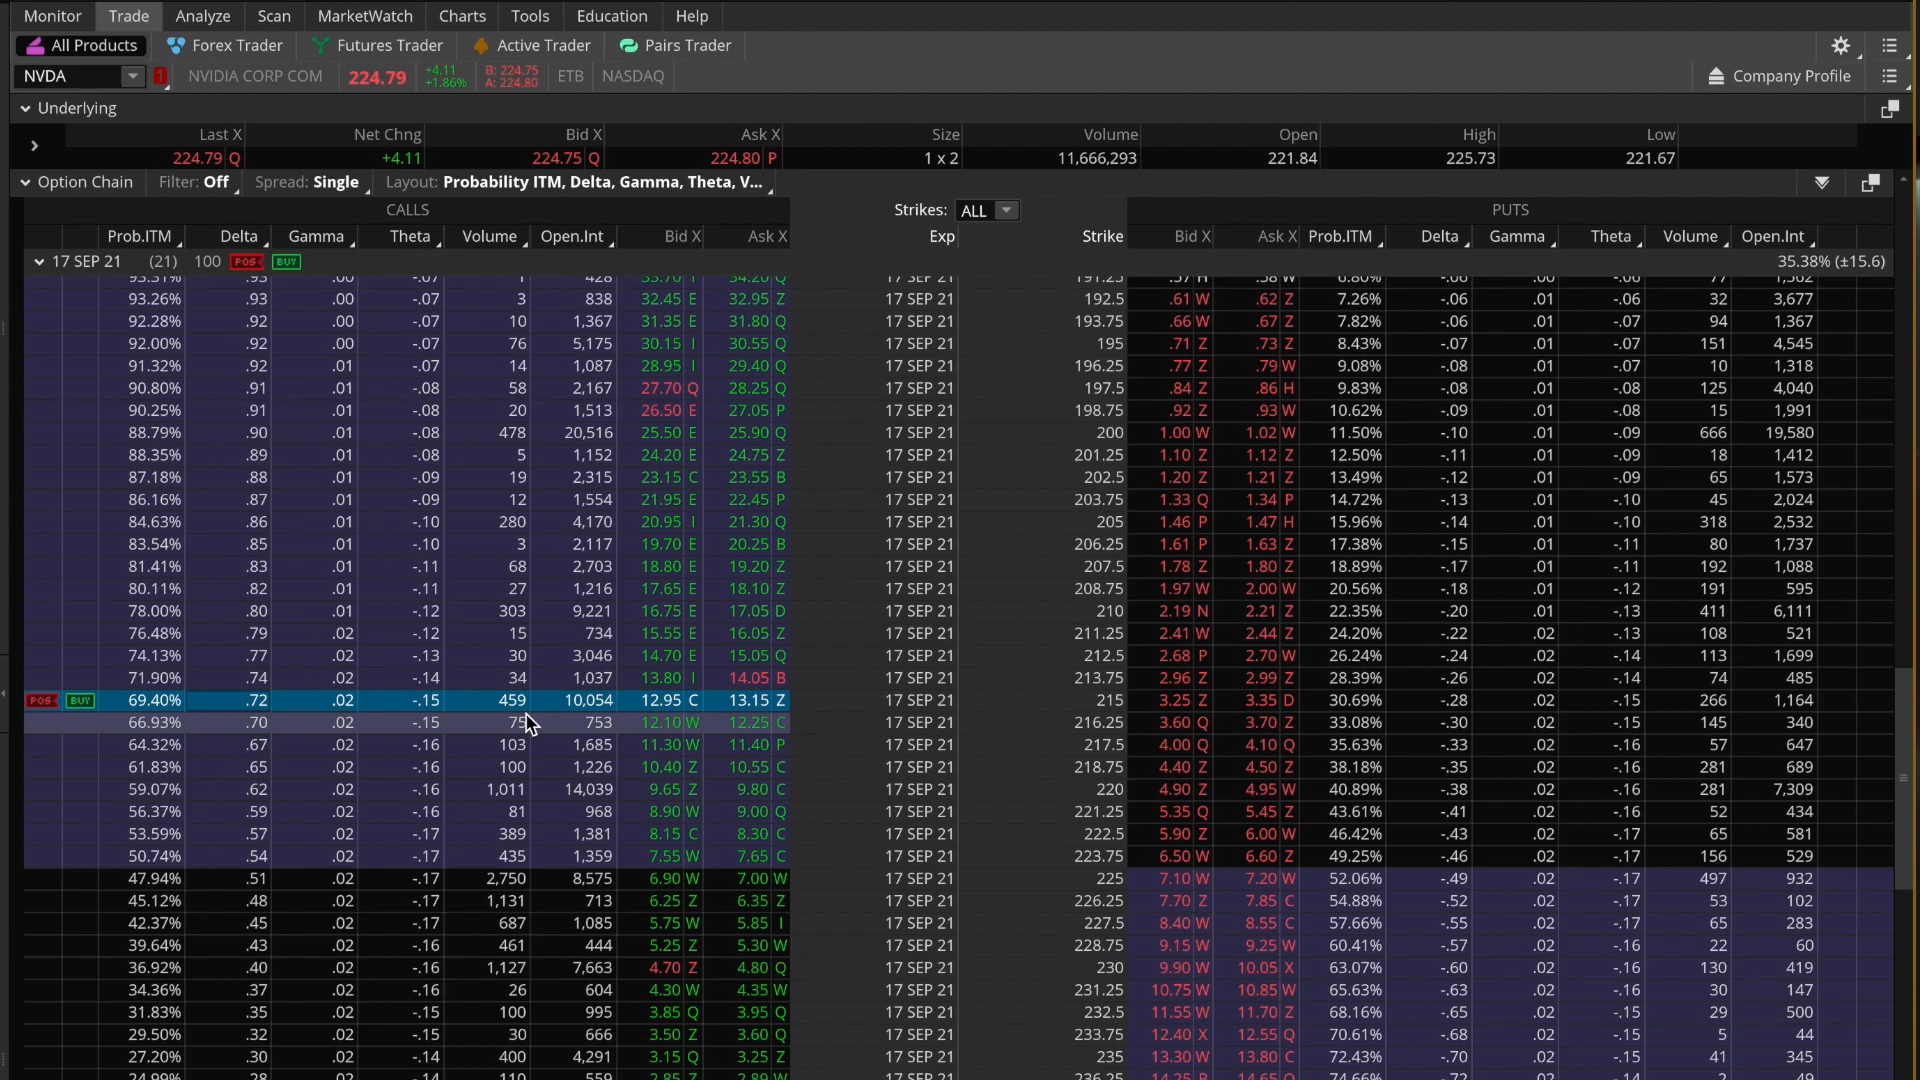 Monitor Trade Analyze Scan MarketWatch Charts Tools Education Help
All Products Forex Trader Futures Trader Active Trader Pairs Trader
NVDA 1 NVIDIA CORP COM 224.79 +4.11 +1.86% B: 224.75 A: 224.80 ETB NASDAQ Company Profile
Underlying
Last X Net Chng Bid X Ask X Size Volume Open High Low
224.79 Q +4.11 224.75 Q 224.80 P 1 x 2 11,666,293 221.84 225.73 221.67
Option Chain Filter: Off Spread: Single Layout: Probability ITM, Delta, Gamma, Theta, V...
CALLS Strikes: ALL PUTS
Prob.ITM Delta Gamma Theta Volume Open.Int Bid X Ask X Exp Strike Bid X Ask X Prob.ITM Delta Gamma Theta Volume Open.Int
17 SEP 21 (21) 100 POS BUY 35.38% (±15.6)
93.26% .93 .00 -.07 3 838 32.45 E 32.95 Z 17 SEP 21 192.5 .61 W .62 Z 7.26% -.06 .01 -.06 32 3,677
92.28% .92 .00 -.07 10 1,367 31.35 E 31.80 Q 17 SEP 21 193.75 .66 W .67 Z 7.82% -.06 .01 -.07 94 1,367
92.00% .92 .00 -.07 76 5,175 30.15 I 30.55 Q 17 SEP 21 195 .71 Z .73 Z 8.43% -.07 .01 -.07 151 4,545
91.32% .92 .01 -.07 14 1,087 28.95 I 29.40 Q 17 SEP 21 196.25 .77 Z .79 W 9.08% -.08 .01 -.07 10 1,318
90.80% .91 .01 -.08 58 2,167 27.70 Q 28.25 Q 17 SEP 21 197.5 .84 Z .86 H 9.83% -.08 .01 -.08 125 4,040
90.25% .91 .01 -.08 20 1,513 26.50 E 27.05 P 17 SEP 21 198.75 .92 Z .93 W 10.62% -.09 .01 -.08 15 1,991
88.79% .90 .01 -.08 478 20,516 25.50 E 25.90 Q 17 SEP 21 200 1.00 W 1.02 W 11.50% -.10 .01 -.09 666 19,580
88.35% .89 .01 -.08 5 1,152 24.20 E 24.75 Z 17 SEP 21 201.25 1.10 Z 1.12 Z 12.50% -.11 .01 -.09 18 1,412
87.18% .88 .01 -.09 19 2,315 23.15 C 23.55 B 17 SEP 21 202.5 1.20 Z 1.21 Z 13.49% -.12 .01 -.09 65 1,573
86.16% .87 .01 -.09 12 1,554 21.95 E 22.45 P 17 SEP 21 203.75 1.33 Q 1.34 P 14.72% -.13 .01 -.10 45 2,024
84.63% .86 .01 -.10 280 4,170 20.95 I 21.30 Q 17 SEP 21 205 1.46 P 1.47 H 15.96% -.14 .01 -.10 318 2,532
83.54% .85 .01 -.10 3 2,117 19.70 E 20.25 B 17 SEP 21 206.25 1.61 P 1.63 Z 17.38% -.15 .01 -.11 80 1,737
81.41% .83 .01 -.11 68 2,703 18.80 E 19.20 Z 17 SEP 21 207.5 1.78 Z 1.80 Z 18.89% -.17 .01 -.11 192 1,088
80.11% .82 .01 -.11 27 1,216 17.65 E 18.10 Z 17 SEP 21 208.75 1.97 W 2.00 W 20.56% -.18 .01 -.12 191 595
78.00% .80 .01 -.12 303 9,221 16.75 E 17.05 D 17 SEP 21 210 2.19 N 2.21 Z 22.35% -.20 .01 -.13 411 6,111
76.48% .79 .02 -.12 15 734 15.55 E 16.05 Z 17 SEP 21 211.25 2.41 W 2.44 Z 24.20% -.22 .02 -.13 108 521
74.13% .77 .02 -.13 30 3,046 14.70 E 15.05 Q 17 SEP 21 212.5 2.68 P 2.70 W 26.24% -.24 .02 -.14 113 1,699
71.90% .74 .02 -.14 34 1,037 13.80 I 14.05 B 17 SEP 21 213.75 2.96 Z 2.99 Z 28.39% -.26 .02 -.14 74 485
POS BUY 69.40% .72 .02 -.15 459 10,054 12.95 C 13.15 Z 17 SEP 21 215 3.25 Z 3.35 D 30.69% -.28 .02 -.15 266 1,164
66.93% .70 .02 -.15 753 12.10 W 12.25 C 17 SEP 21 216.25 3.60 Q 3.70 Z 33.08% -.30 .02 -.15 145 340
64.32% .67 .02 -.16 103 1,685 11.30 W 11.40 P 17 SEP 21 217.5 4.00 Q 4.10 Q 35.63% -.33 .02 -.16 57 647
61.83% .65 .02 -.16 100 1,226 10.40 Z 10.55 C 17 SEP 21 218.75 4.40 Z 4.50 Z 38.18% -.35 .02 -.16 281 689
59.07% .62 .02 -.16 1,011 14,039 9.65 Z 9.80 C 17 SEP 21 220 4.90 Z 4.95 W 40.89% -.38 .02 -.16 281 7,309
56.37% .59 .02 -.16 81 968 8.90 W 9.00 Q 17 SEP 21 221.25 5.35 Q 5.45 Z 43.61% -.41 .02 -.16 52 434
53.59% .57 .02 -.17 389 1,381 8.15 C 8.30 C 17 SEP 21 222.5 5.90 Z 6.00 W 46.42% -.43 .02 -.17 65 581
50.74% .54 .02 -.17 435 1,359 7.55 W 7.65 C 17 SEP 21 223.75 6.50 W 6.60 Z 49.25% -.46 .02 -.17 156 529
47.94% .51 .02 -.17 2,750 8,575 6.90 W 7.00 W 17 SEP 21 225 7.10 W 7.20 W 52.06% -.49 .02 -.17 497 932
45.12% .48 .02 -.17 1,131 713 6.25 Z 6.35 Z 17 SEP 21 226.25 7.70 Z 7.85 C 54.88% -.52 .02 -.17 53 102
42.37% .45 .02 -.17 687 1,085 5.75 W 5.85 I 17 SEP 21 227.5 8.40 W 8.55 C 57.66% -.55 .02 -.17 65 283
39.64% .43 .02 -.16 461 444 5.25 Z 5.30 W 17 SEP 21 228.75 9.15 W 9.25 W 60.41% -.57 .02 -.16 22 60
36.92% .40 .02 -.16 1,127 7,663 4.70 Z 4.80 Q 17 SEP 21 230 9.90 W 10.05 X 63.07% -.60 .02 -.16 130 419
34.36% .37 .02 -.16 26 604 4.30 W 4.35 W 17 SEP 21 231.25 10.75 W 10.85 W 65.63% -.63 .02 -.16 30 147
31.83% .35 .02 -.15 100 995 3.85 Q 3.95 Q 17 SEP 21 232.5 11.55 W 11.70 Z 68.16% -.65 .02 -.15 29 500
29.50% .32 .02 -.15 30 666 3.50 Z 3.60 Q 17 SEP 21 233.75 12.40 X 12.55 Q 70.61% -.68 .02 -.15 5 44
27.20% .30 .02 -.14 400 4,291 3.15 Q 3.25 Z 17 SEP 21 235 13.30 W 13.80 C 72.43% -.70 .02 -.15 41 345